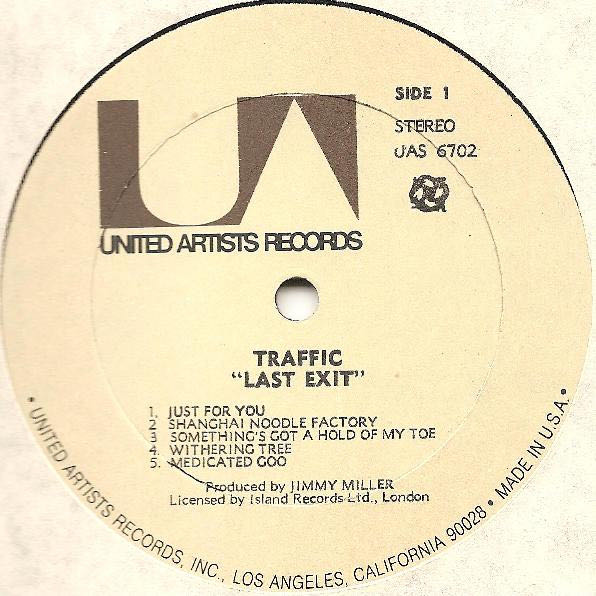 SIDE 1
STEREO
UAS 6702
UA
UNITED ARTISTS RECORDS
TRAFFIC
"LAST EXIT"
1. JUST FOR YOU
2 SHANGHAI NOODLE FACTORY
3 SOMETHING'S GOT A HOLD OF MY TOE
4. WITHERING TREE
5. MEDICATED GOO
Produced by JIMMY MILLER
Licensed by Island Records Ltd., London
• UNITED ARTISTS RECORDS, INC., LOS ANGELES, CALIFORNIA 90028 • MADE IN U.S.A. •